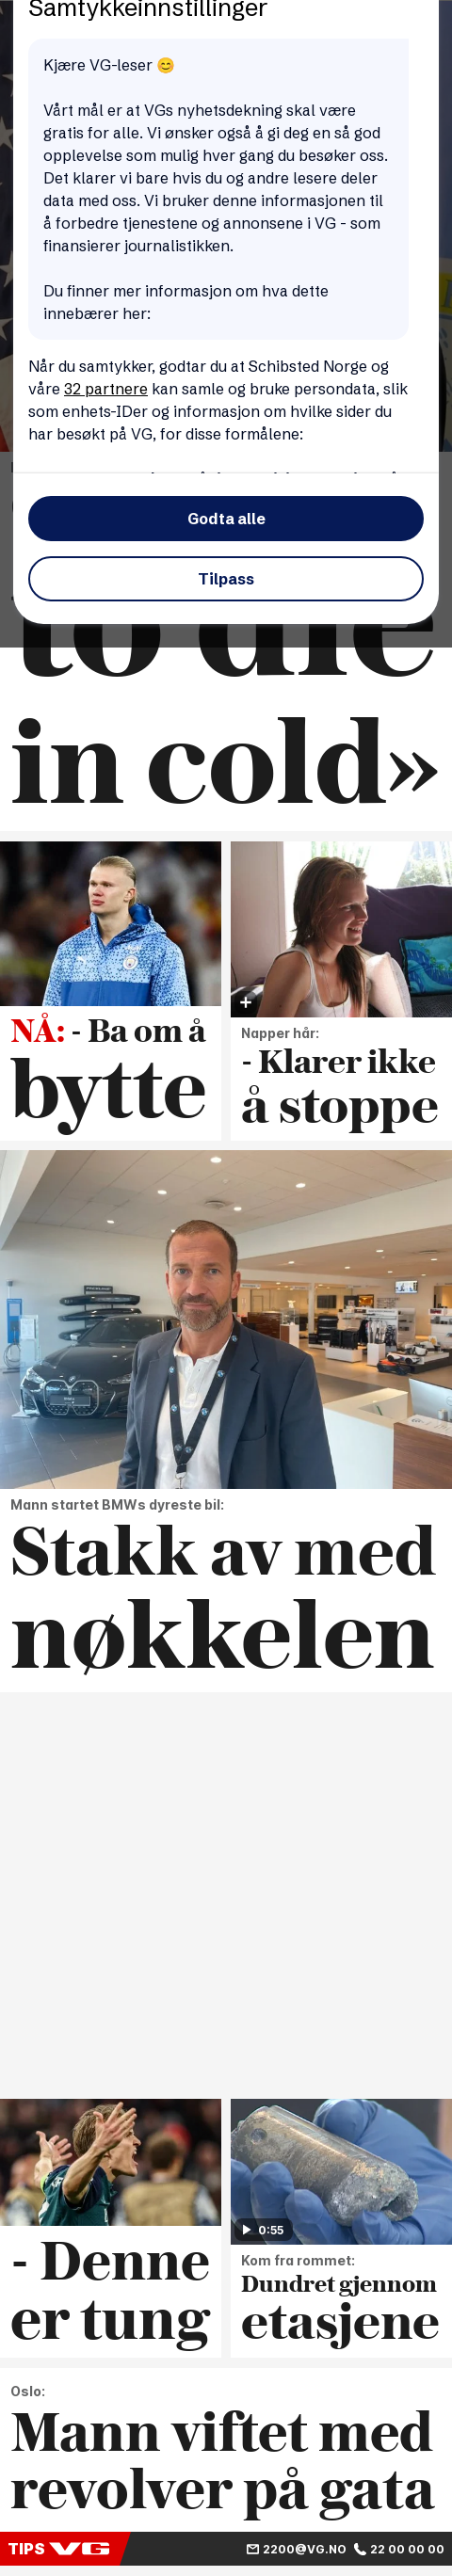 Samtykkeinnstillinger
Kjære VG-leser 😊
Vårt mål er at VGs nyhetsdekning skal være
gratis for alle. Vi ønsker også å gi deg en så god
opplevelse som mulig hver gang du besøker oss.
Det klarer vi bare hvis du og andre lesere deler
data med oss. Vi bruker denne informasjonen til
å forbedre tjenestene og annonsene i VG - som
finansierer journalistikken.
Du finner mer informasjon om hva dette
innebærer her:
Når du samtykker, godtar du at Schibsted Norge og
våre 32 partnere kan samle og bruke persondata, slik
som enhets-IDer og informasjon om hvilke sider du
har besøkt på VG, for disse formålene:
Godta alle
Tilpass
to die
in cold»
NÅ: - Ba om å
bytte
Napper hår:
- Klarer ikke
å stoppe
Mann startet BMWs dyreste bil:
Stakk av med
nøkkelen
- Denne
er tung
0:55
Kom fra rommet:
Dundret gjennom
etasjene
Oslo:
Mann viftet med
revolver på gata
TIPS VG 2200@VG.NO 22 00 00 00